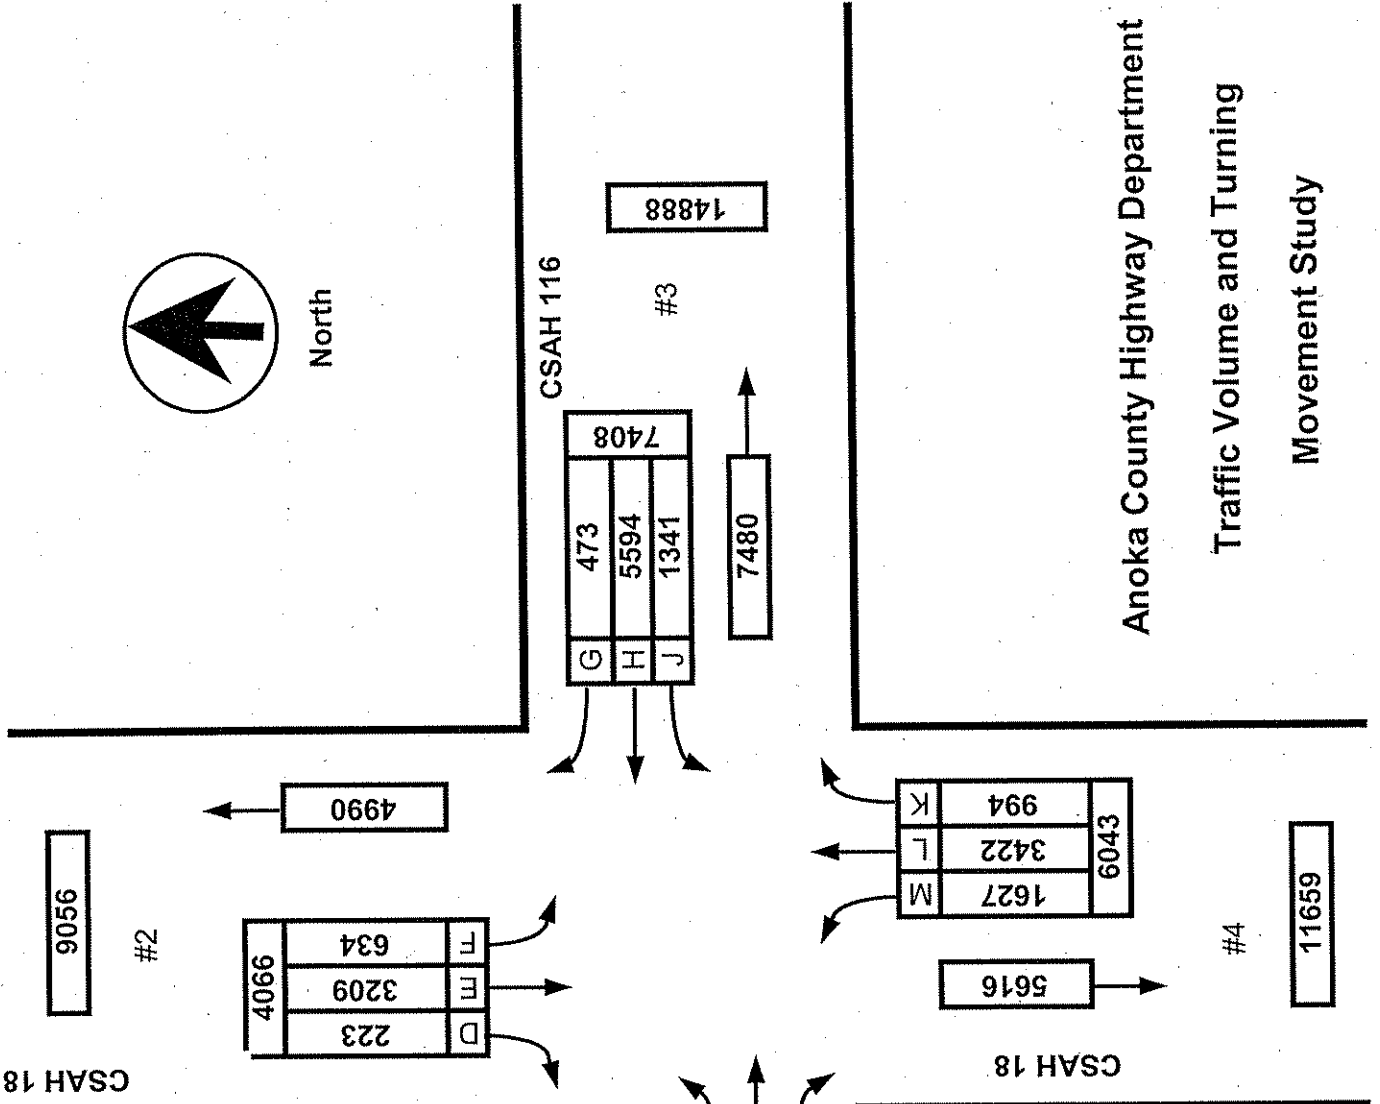 North
CSAH 116
#3
14888
7408
G 473
H 5594
J 1341
7480
9056
#2
CSAH 18
4990
4066
D 223
E 3209
F 634
K 994
L 3422
M 1627
6043
5616
#4
11659
CSAH 18
Anoka County Highway Department
Traffic Volume and Turning
Movement Study